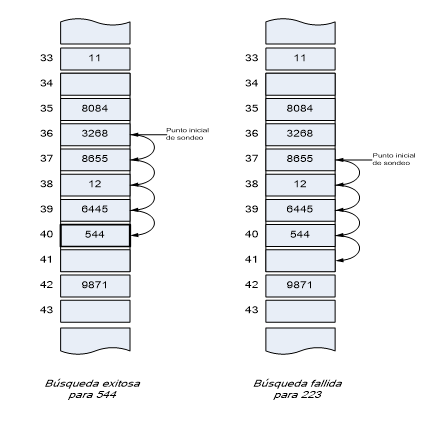 33 11
34
35 8084
36 3268
Punto inicial
de sondeo
37 8655
38 12
39 6445
40 544
41
42 9871
43
Búsqueda exitosa
para 544
33 11
34
35 8084
36 3268
37 8655
Punto inicial
de sondeo
38 12
39 6445
40 544
41
42 9871
43
Búsqueda fallida
para 223